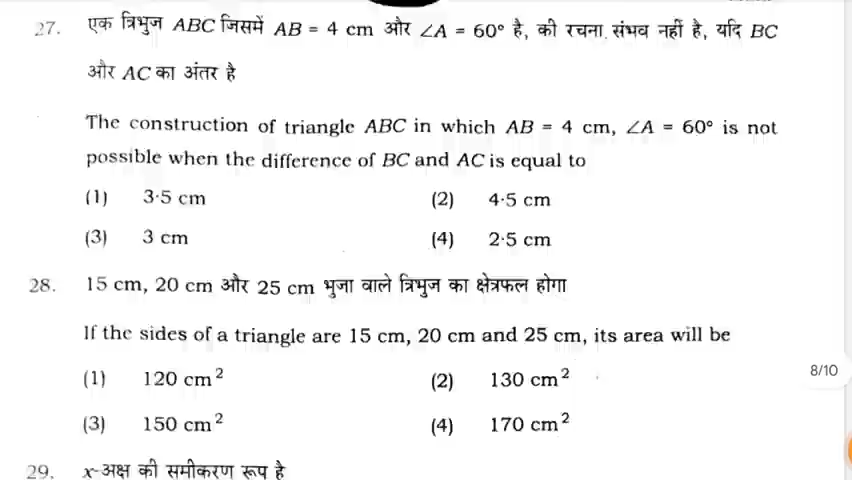 27. एक त्रिभुज ABC जिसमें AB = 4 cm और ∠A = 60° है, की रचना संभव नहीं है, यदि BC
और AC का अंतर है
The construction of triangle ABC in which AB = 4 cm, ∠A = 60° is not
possible when the difference of BC and AC is equal to
(1) 3·5 cm (2) 4·5 cm
(3) 3 cm (4) 2·5 cm
28. 15 cm, 20 cm और 25 cm भुजा वाले त्रिभुज का क्षेत्रफल होगा
If the sides of a triangle are 15 cm, 20 cm and 25 cm, its area will be
(1) 120 cm² (2) 130 cm²
8/10
(3) 150 cm² (4) 170 cm²
29. x-अक्ष की समीकरण रूप है